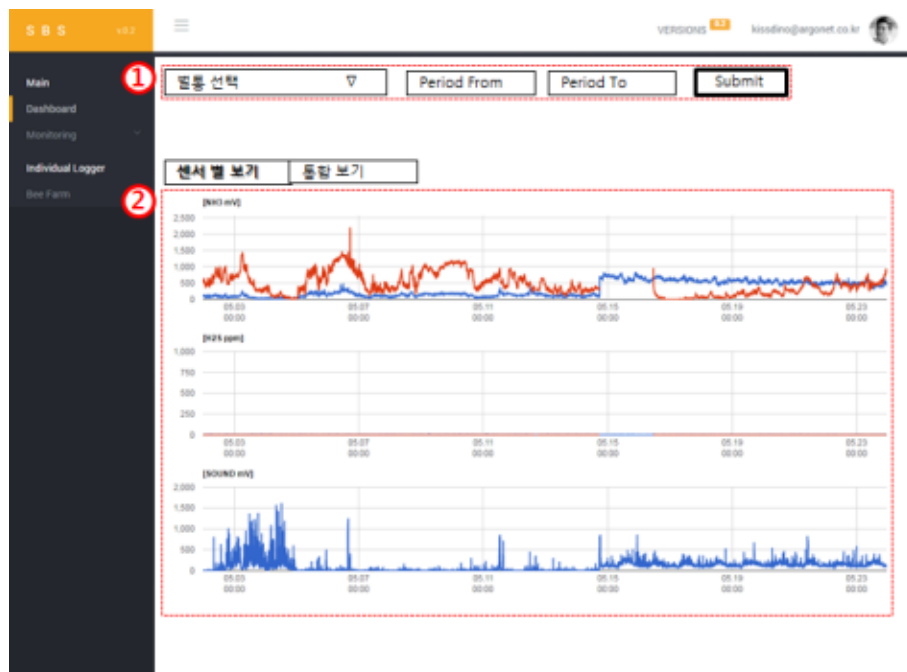 S B S v.0.2
VERSIONS 0.2 kissdino@argonet.co.kr
Main
Dashboard
Monitoring
Individual Logger
Bee Farm
1
벌통 선택 ▽ Period From Period To Submit
센서 별 보기 통합 보기
2
[NH3 mV]
2,500
2,000
1,500
1,000
500
0
05.03 05.07 05.11 05.15 05.19 05.23
00:00 00:00 00:00 00:00 00:00 00:00
[H2S ppm]
1,000
750
500
250
0
05.03 05.07 05.11 05.15 05.19 05.23
00:00 00:00 00:00 00:00 00:00 00:00
[SOUND mV]
2,000
1,500
1,000
500
0
05.03 05.07 05.11 05.15 05.19 05.23
00:00 00:00 00:00 00:00 00:00 00:00